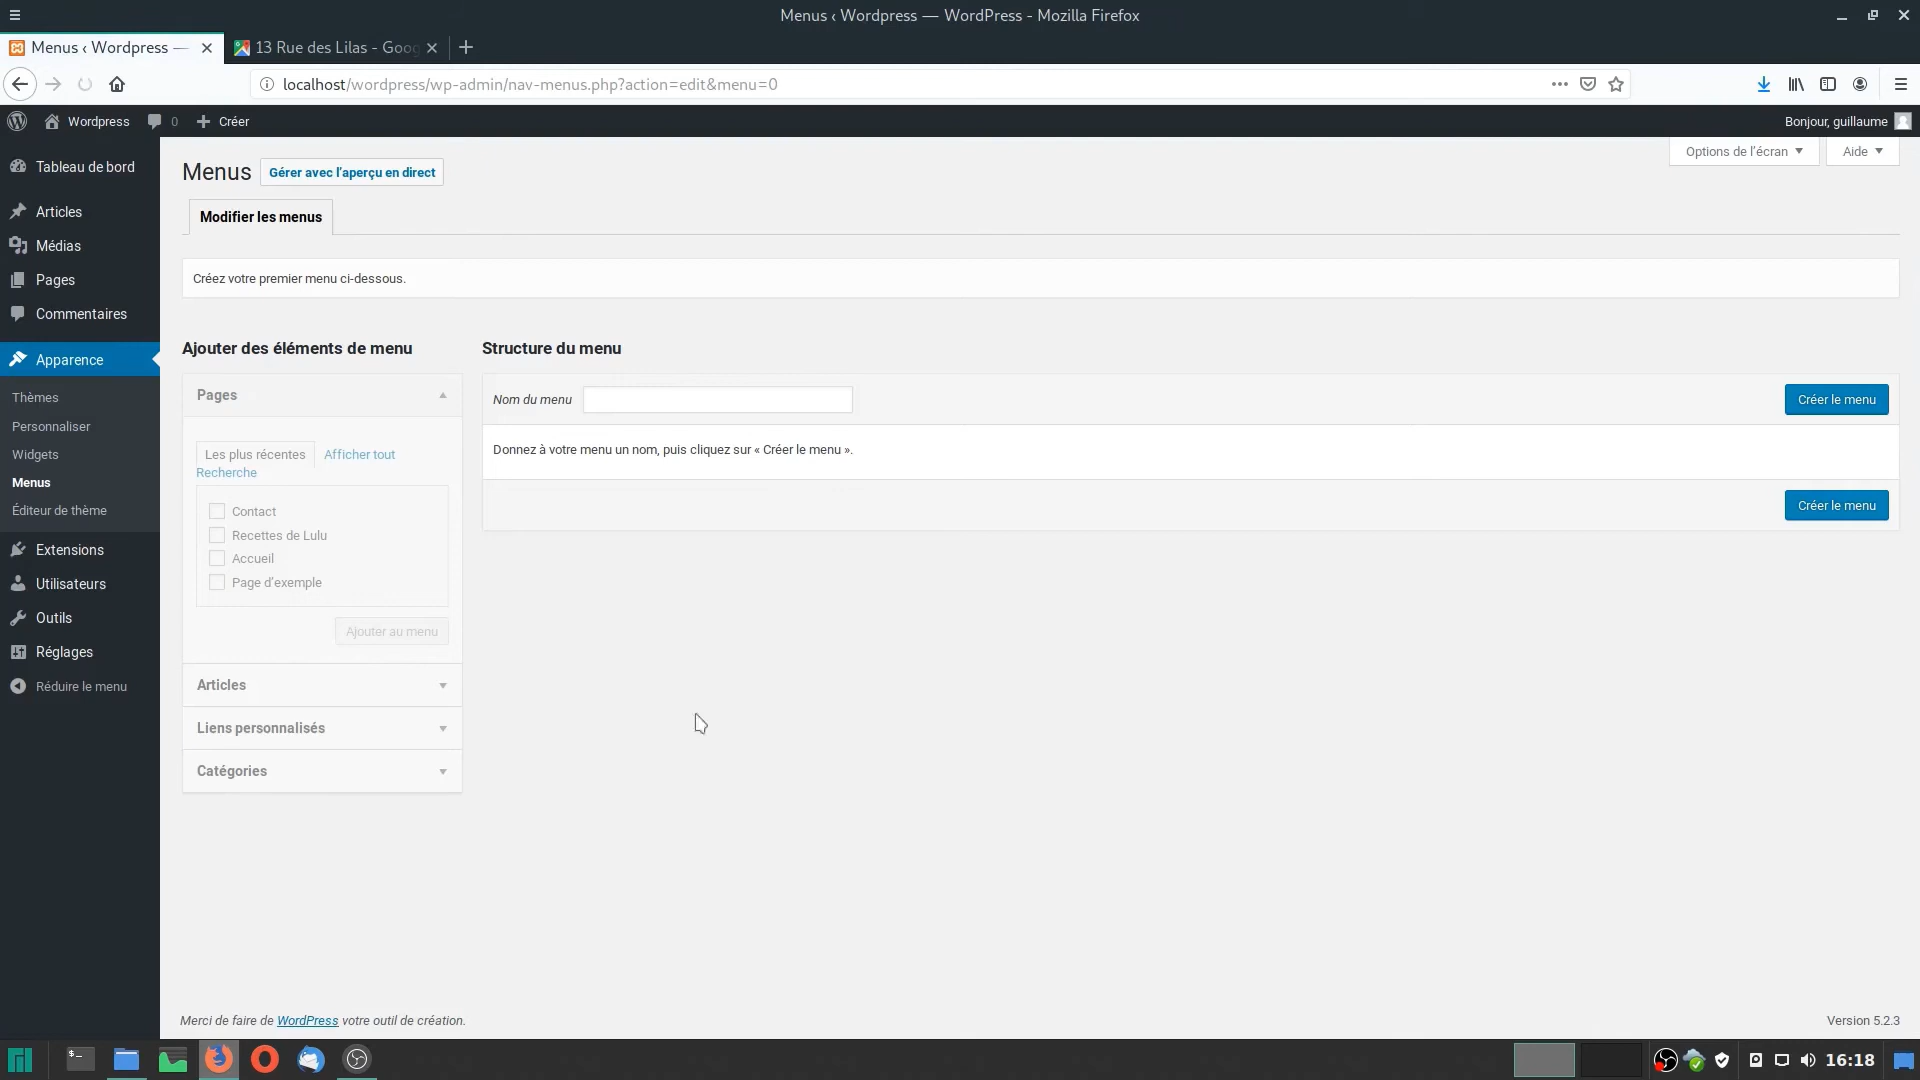 Menus ‹ Wordpress — WordPress - Mozilla Firefox
Menus ‹ Wordpress —
13 Rue des Lilas - Goog
localhost/wordpress/wp-admin/nav-menus.php?action=edit&menu=0
Wordpress
0
Créer
Bonjour, guillaume
Tableau de bord
Articles
Médias
Pages
Commentaires
Apparence
Thèmes
Personnaliser
Widgets
Menus
Éditeur de thème
Extensions
Utilisateurs
Outils
Réglages
Réduire le menu
Options de l'écran
Aide
Menus
Gérer avec l'aperçu en direct
Modifier les menus
Créez votre premier menu ci-dessous.
Ajouter des éléments de menu
Pages
Les plus récentes
Afficher tout
Recherche
Contact
Recettes de Lulu
Accueil
Page d'exemple
Ajouter au menu
Articles
Liens personnalisés
Catégories
Structure du menu
Nom du menu
Créer le menu
Donnez à votre menu un nom, puis cliquez sur « Créer le menu ».
Créer le menu
Merci de faire de WordPress votre outil de création.
Version 5.2.3
16:18